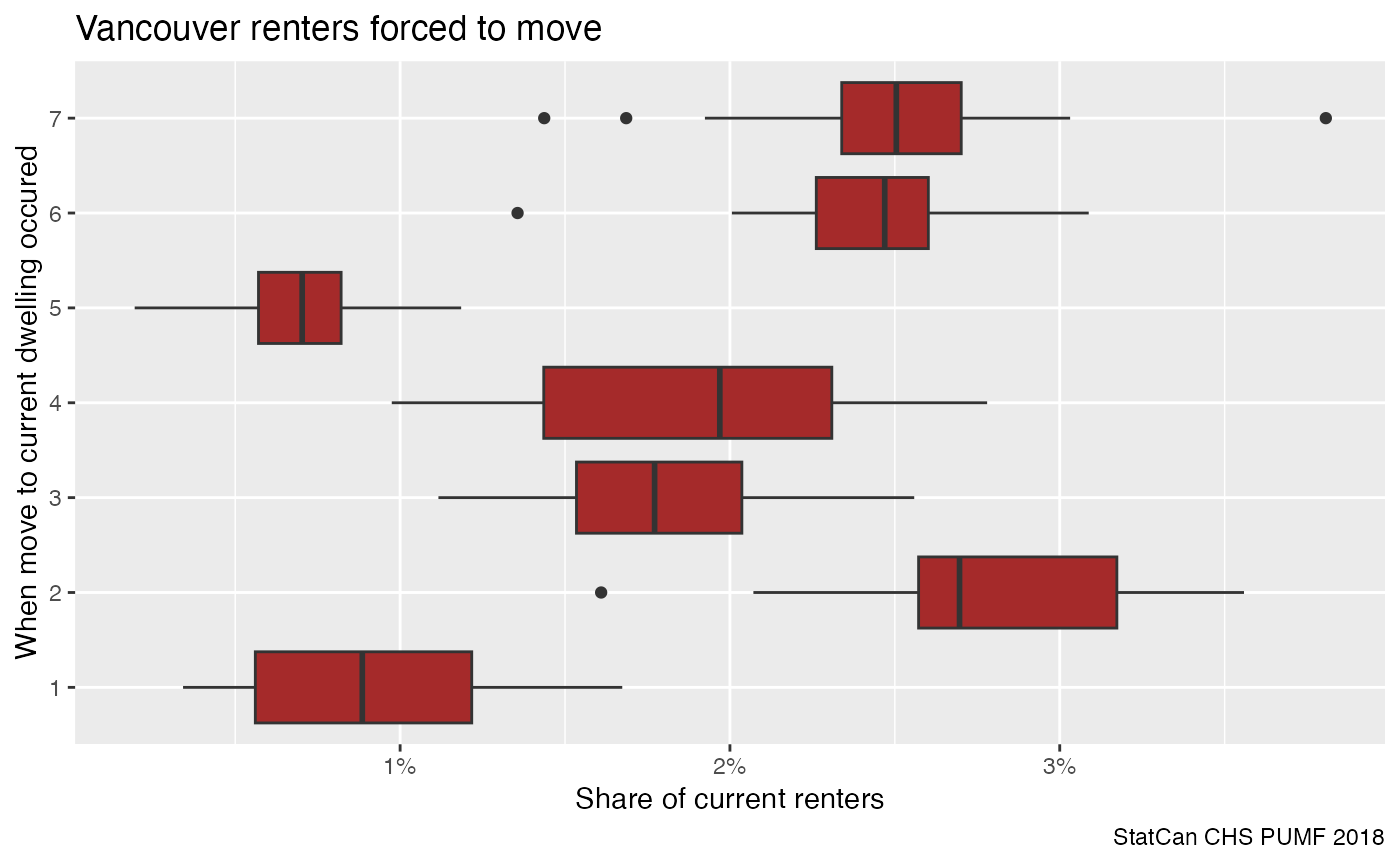 Vancouver renters forced to move
When move to current dwelling occured
7
6
5
4
3
2
1
1%
2%
3%
Share of current renters
StatCan CHS PUMF 2018